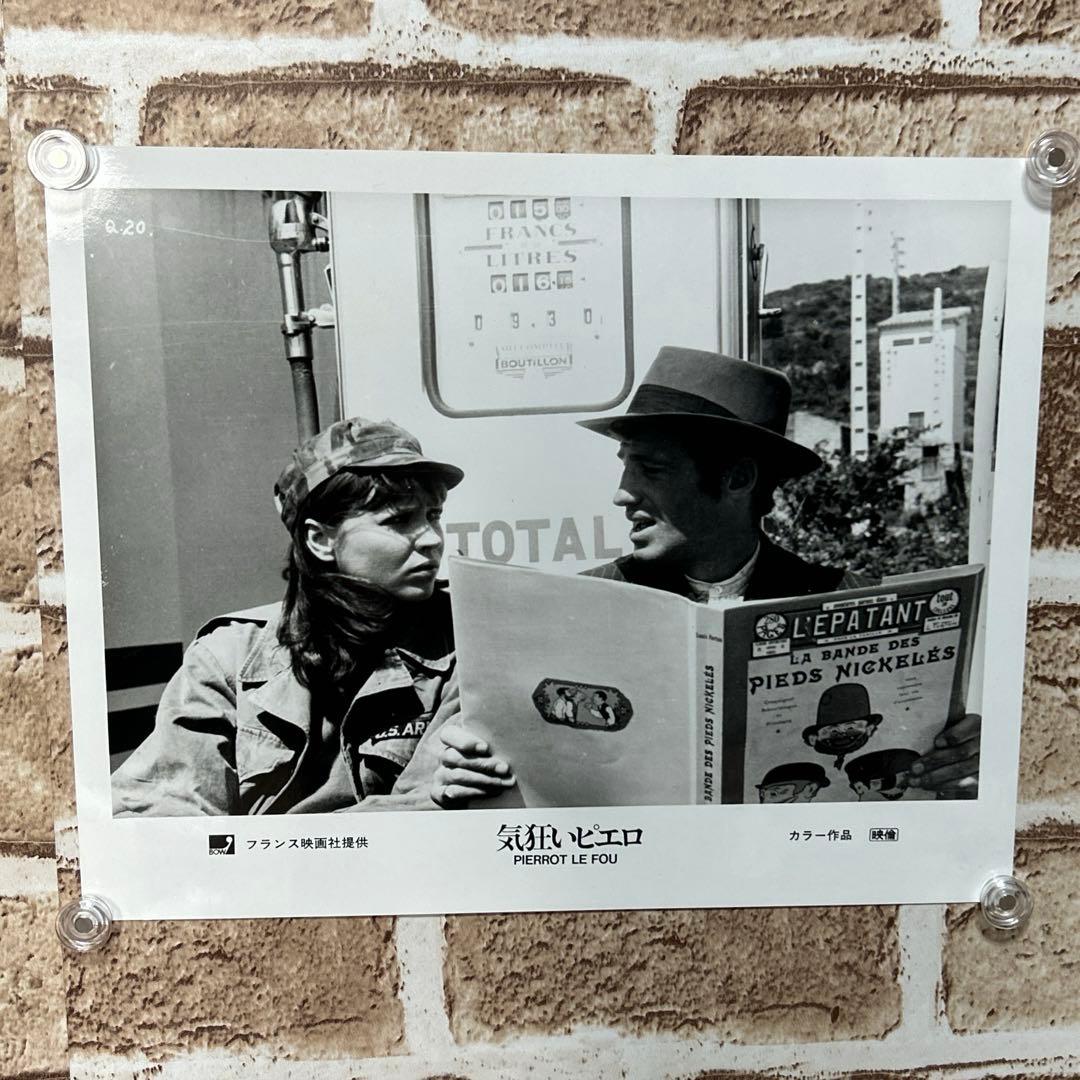 Q.20.
FRANCS
LITRES
BOUTILLON
TOTAL
U.S. AR
BANDE DES PIEDS NICKELÉS
tout
L'ÉPATANT
LA BANDE DES
PIEDS NICKELÉS
BOW フランス映画社提供
気狂いピエロ
PIERROT LE FOU
カラー作品 映倫